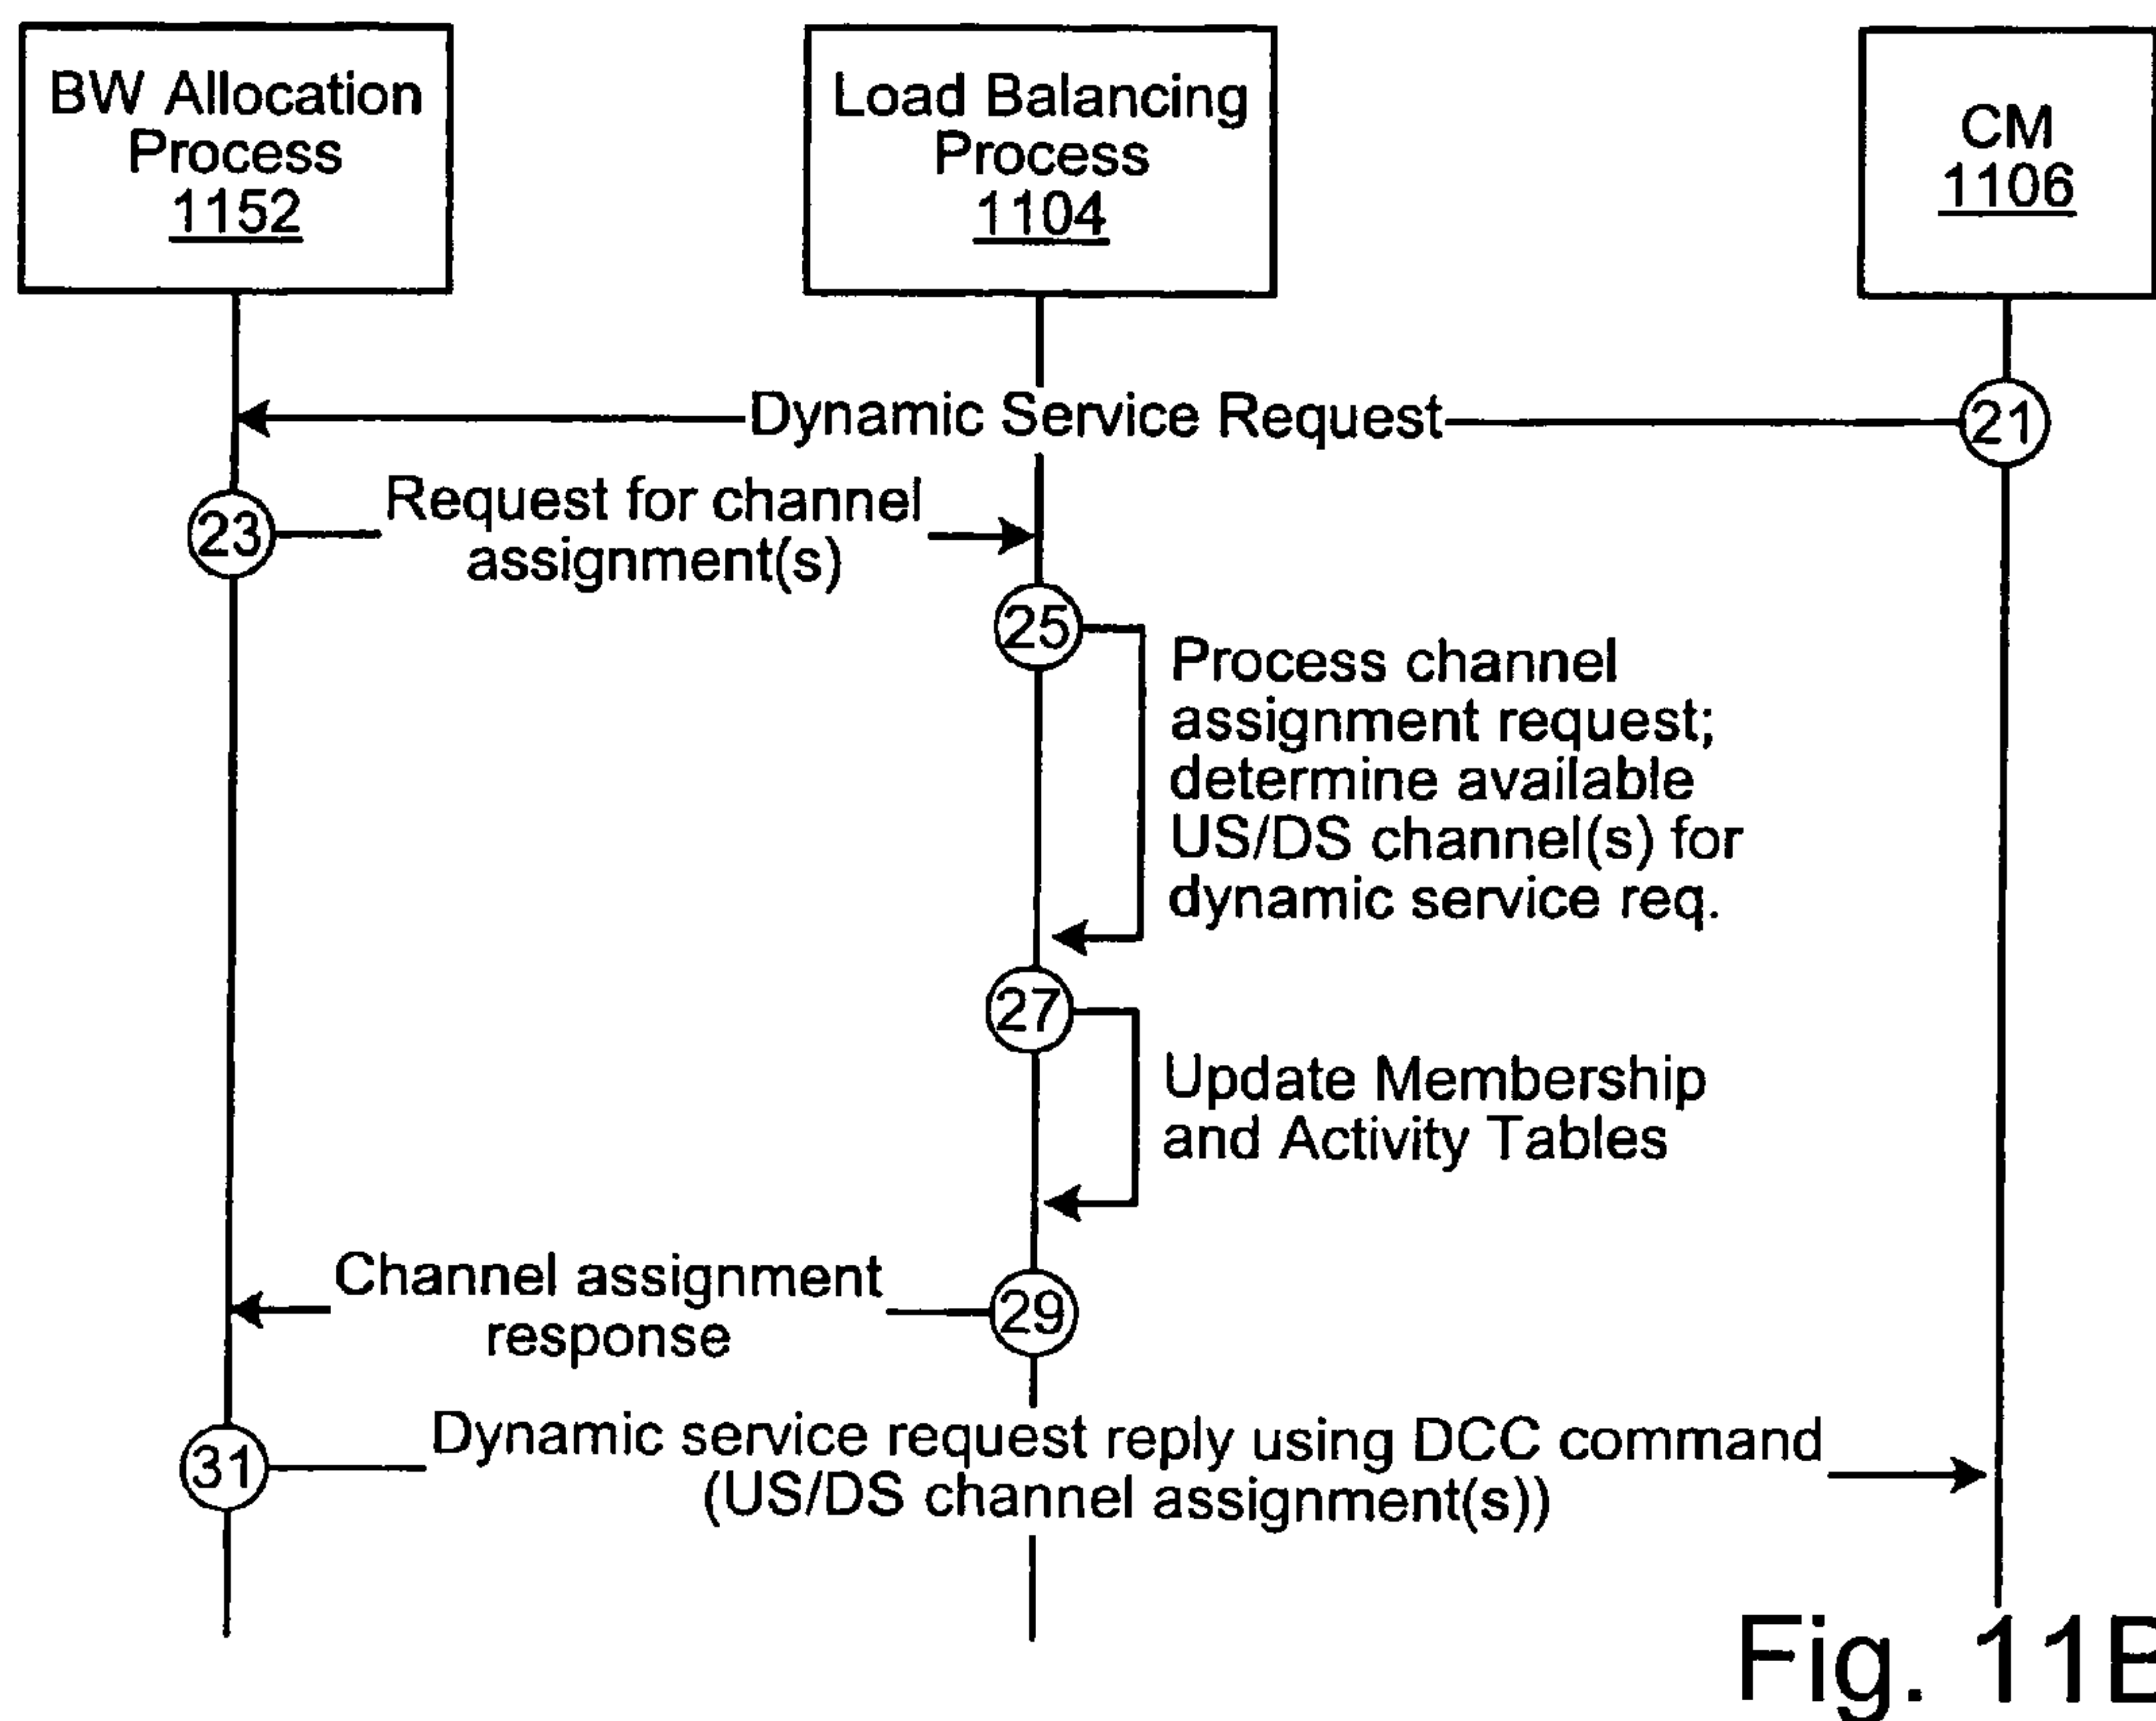 BW Allocation
Process
1152
Load Balancing
Process
1104
CM
1106
Dynamic Service Request
21
23
Request for channel
assignment(s)
25
Process channel
assignment request;
determine available
US/DS channel(s) for
dynamic service req.
27
Update Membership
and Activity Tables
Channel assignment
response
29
31
Dynamic service request reply using DCC command
(US/DS channel assignment(s))
Fig. 11B